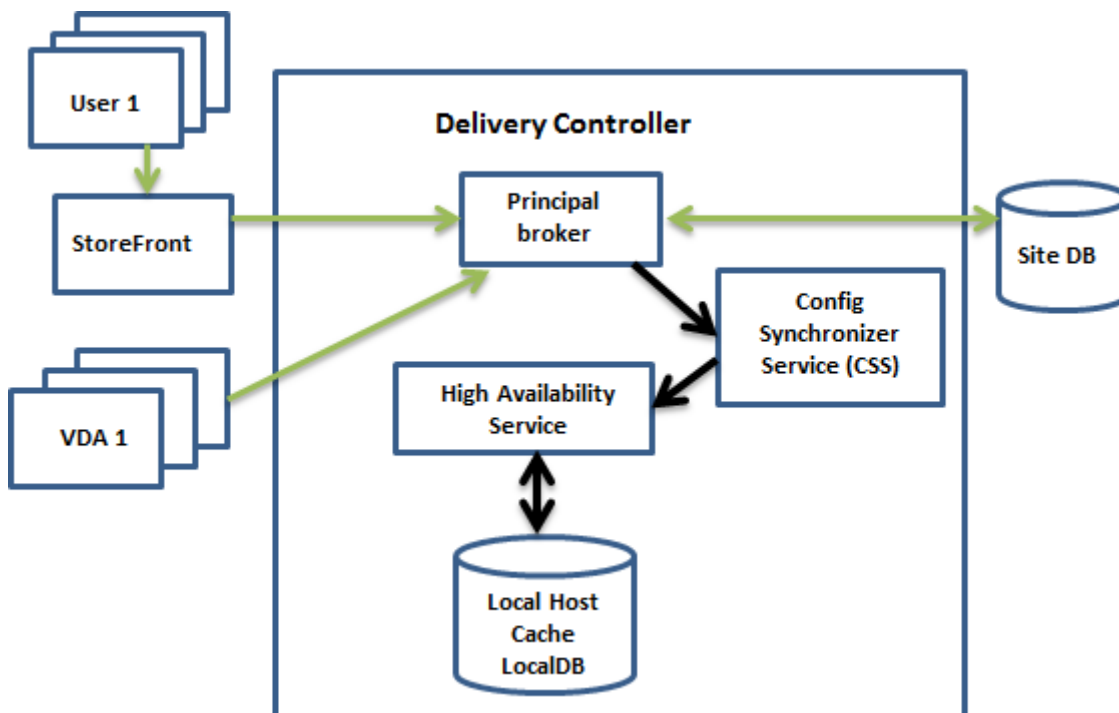 User 1
Delivery Controller
StoreFront
Principal
broker
Site DB
Config
Synchronizer
Service (CSS)
High Availability
Service
VDA 1
Local Host
Cache
LocalDB